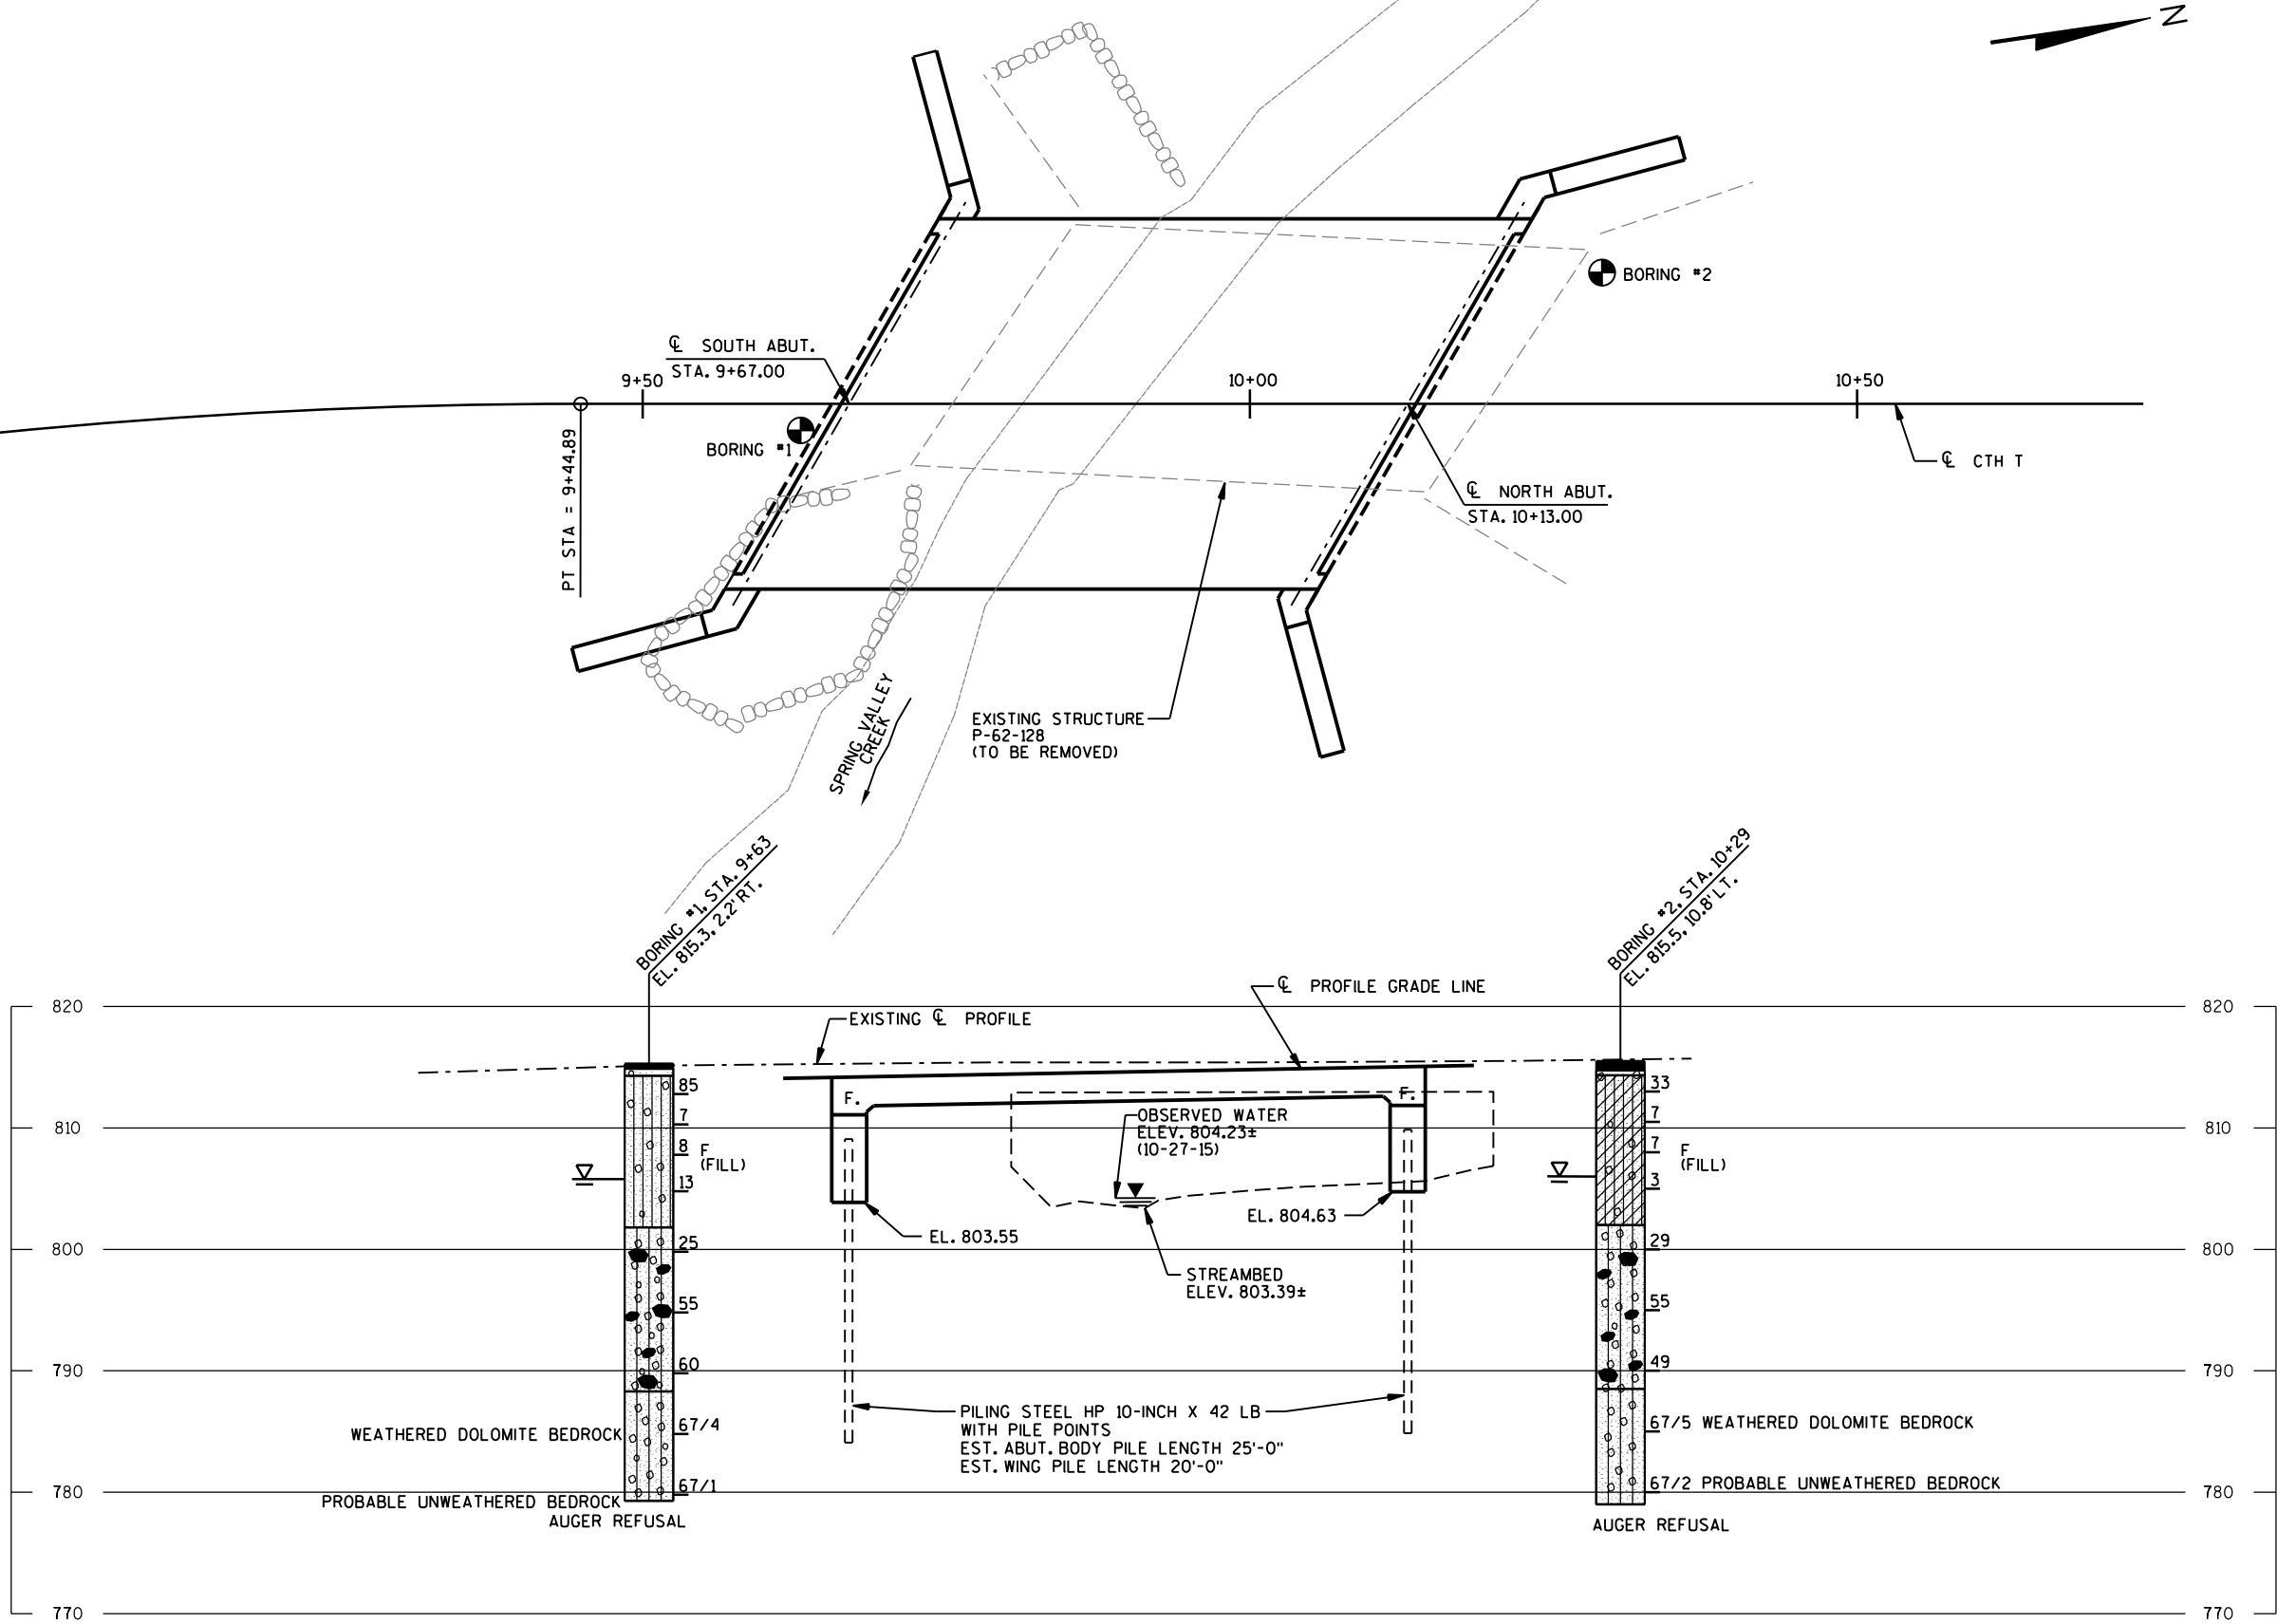 N
BORING #2
℄ SOUTH ABUT.
STA. 9+67.00
9+50
10+00
10+50
BORING #1
PT STA = 9+44.89
℄ CTH T
℄ NORTH ABUT.
STA. 10+13.00
SPRING VALLEY
CREEK
EXISTING STRUCTURE
P-62-128
(TO BE REMOVED)
BORING #1, STA. 9+63
EL. 815.3, 2.2' RT.
BORING #2, STA. 10+29
EL. 815.5, 10.8' LT.
℄ PROFILE GRADE LINE
820
820
EXISTING ℄ PROFILE
85
33
F.
F.
7
7
OBSERVED WATER
ELEV. 804.23±
(10-27-15)
810
810
8
F
(FILL)
7
F
(FILL)
13
3
EL. 804.63
EL. 803.55
25
29
800
800
STREAMBED
ELEV. 803.39±
55
55
60
49
790
790
PILING STEEL HP 10-INCH X 42 LB
WITH PILE POINTS
EST. ABUT. BODY PILE LENGTH 25'-0"
EST. WING PILE LENGTH 20'-0"
67/4
WEATHERED DOLOMITE BEDROCK
67/5 WEATHERED DOLOMITE BEDROCK
67/1
67/2 PROBABLE UNWEATHERED BEDROCK
780
780
PROBABLE UNWEATHERED BEDROCK
AUGER REFUSAL
AUGER REFUSAL
770
770